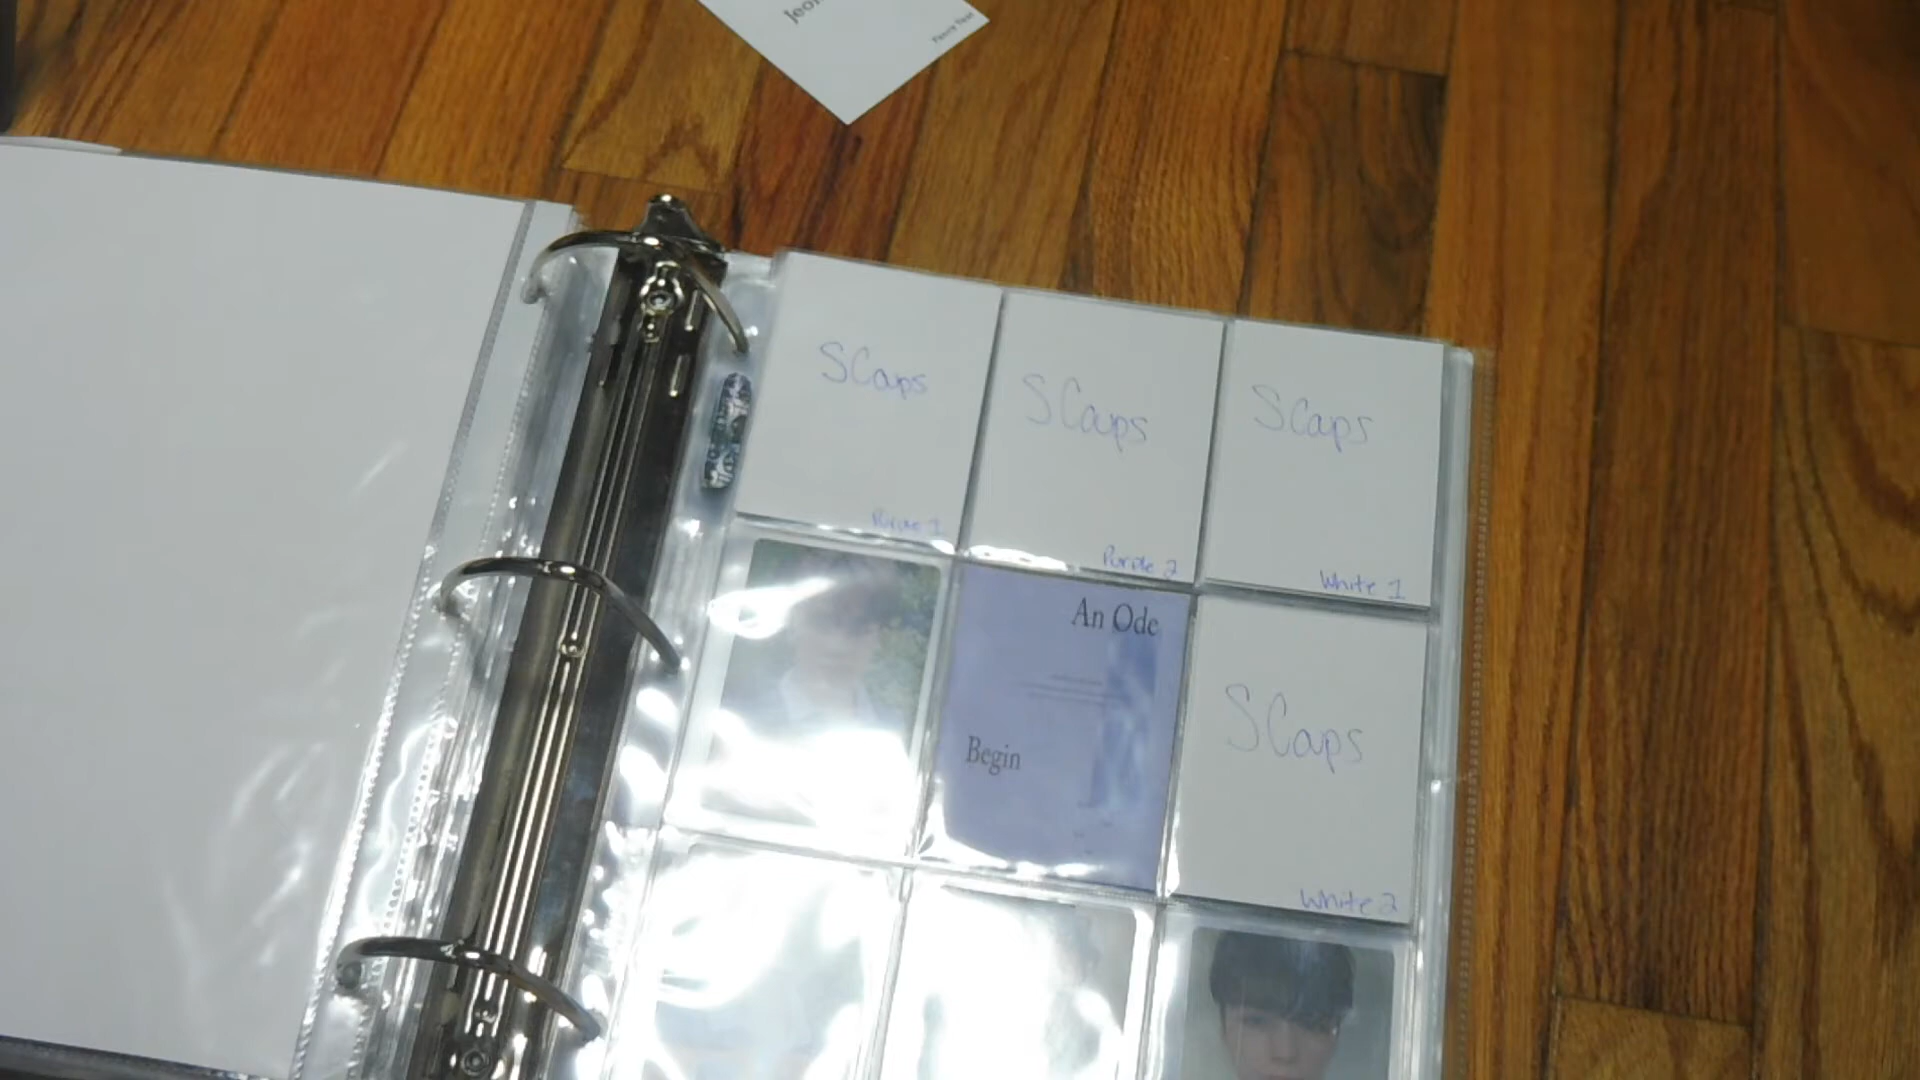 SCaps
Purple 1
SCaps
Purple 2
SCaps
White 1
An Ode
Begin
SCaps
White 2